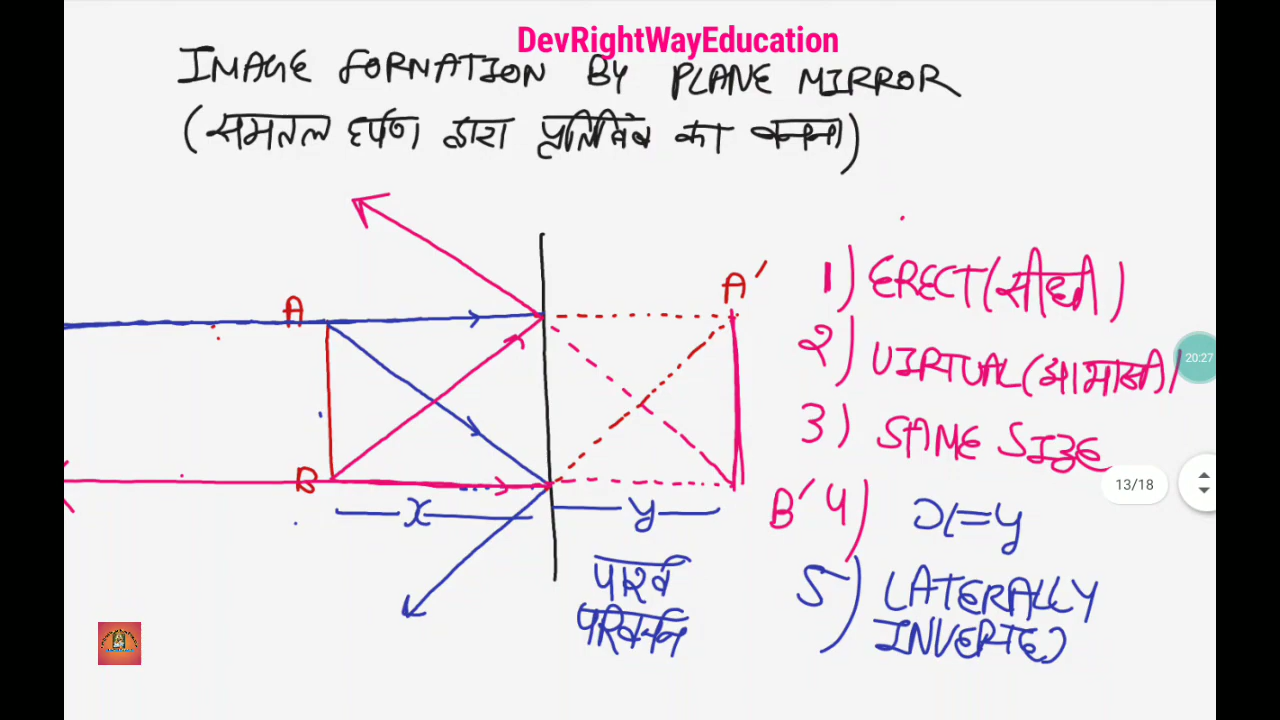 DevRightWayEducation
IMAGE FORNATION BY PLANE MIRROR
(समतल दर्पण द्वारा प्रतिबिंब का बनना)
A
A′
B
B′
x
y
पार्श्व
परिवर्तन
1) ERECT(सीधी)
2) VIRTUAL(आभासी)
3) SAME SIZE
4) x=y
5) LATERALLY
INVERTED
20:27
13/18